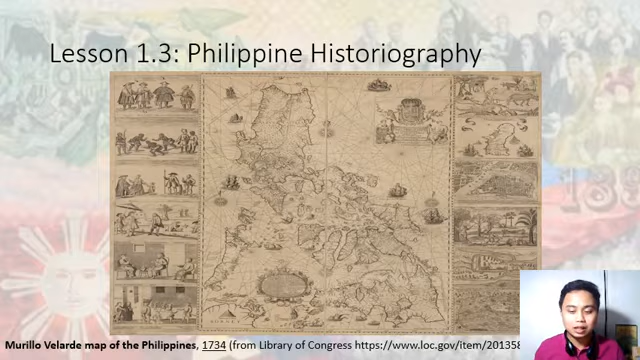 Lesson 1.3: Philippine Historiography
Murillo Velarde map of the Philippines, 1734 (from Library of Congress https://www.loc.gov/item/20135